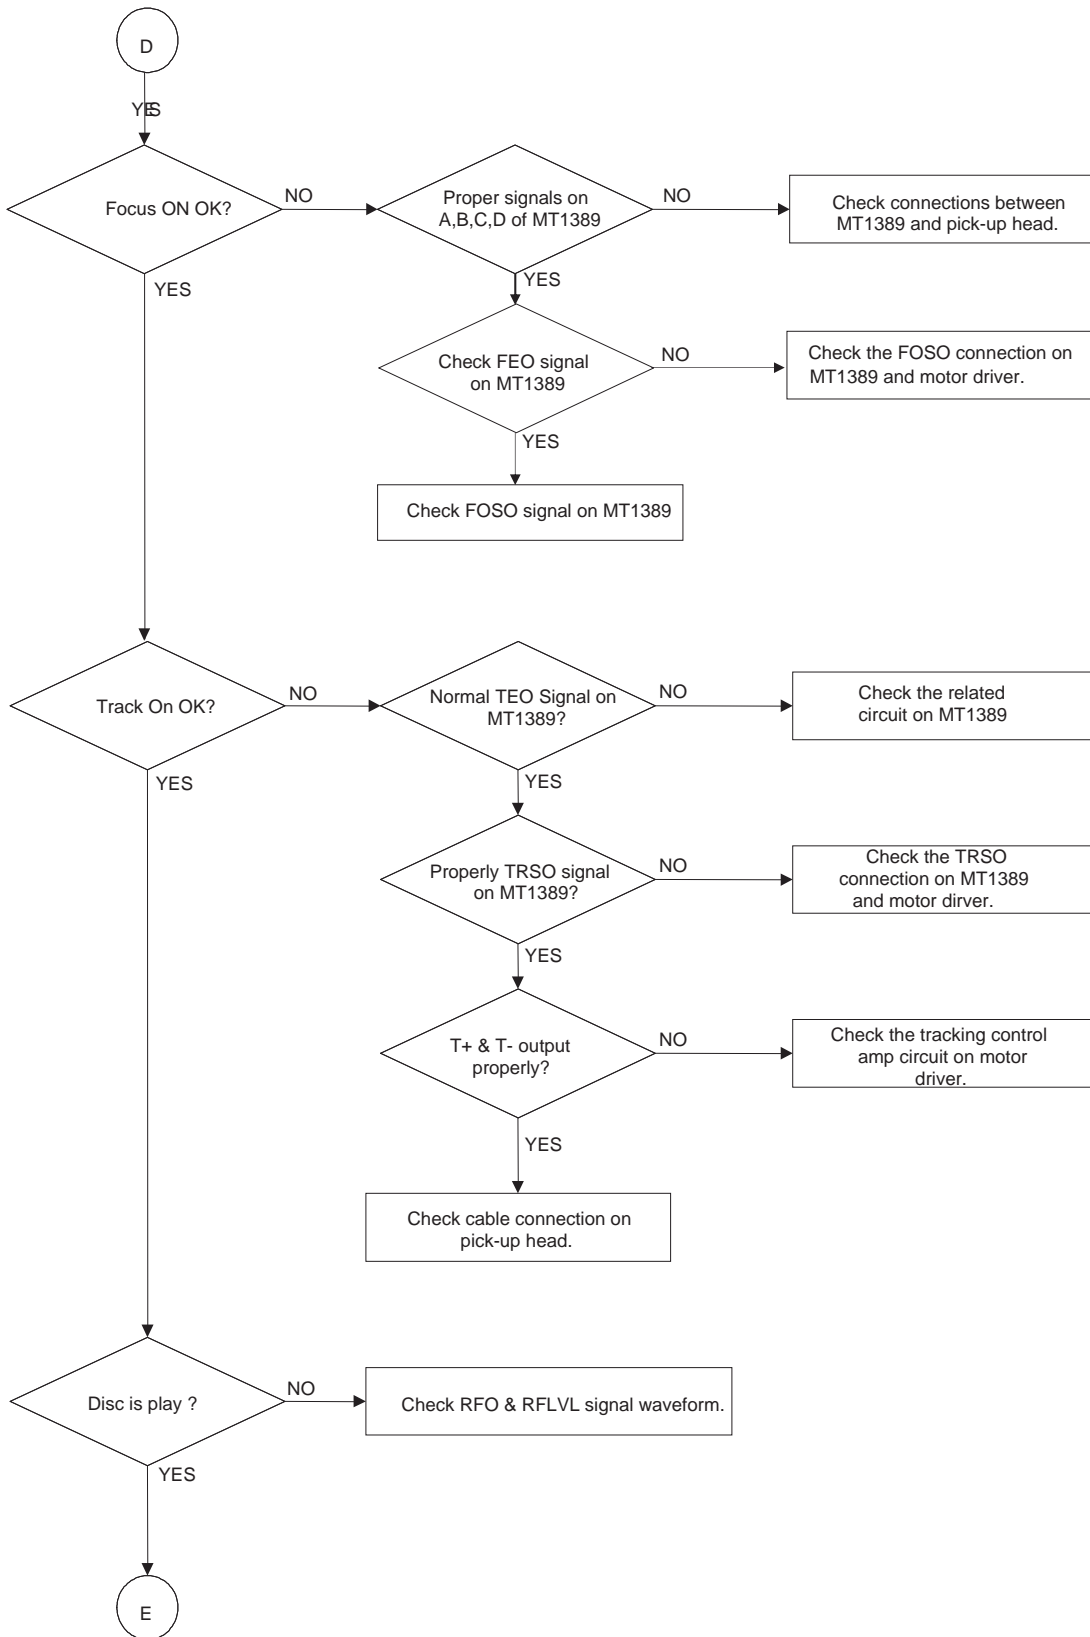 D
YES
Focus ON OK?
NO
Proper signals on
A,B,C,D of MT1389
NO
Check connections between
MT1389 and pick-up head.
YES
YES
Check FEO signal
on MT1389
NO
Check the FOSO connection on
MT1389 and motor driver.
YES
Check FOSO signal on MT1389
Track On OK?
NO
Normal TEO Signal on
MT1389?
NO
Check the related
circuit on MT1389
YES
YES
Properly TRSO signal
on MT1389?
NO
Check the TRSO
connection on MT1389
and motor dirver.
YES
T+ & T- output
properly?
NO
Check the tracking control
amp circuit on motor
driver.
YES
Check cable connection on
pick-up head.
Disc is play ?
NO
Check RFO & RFLVL signal waveform.
YES
E